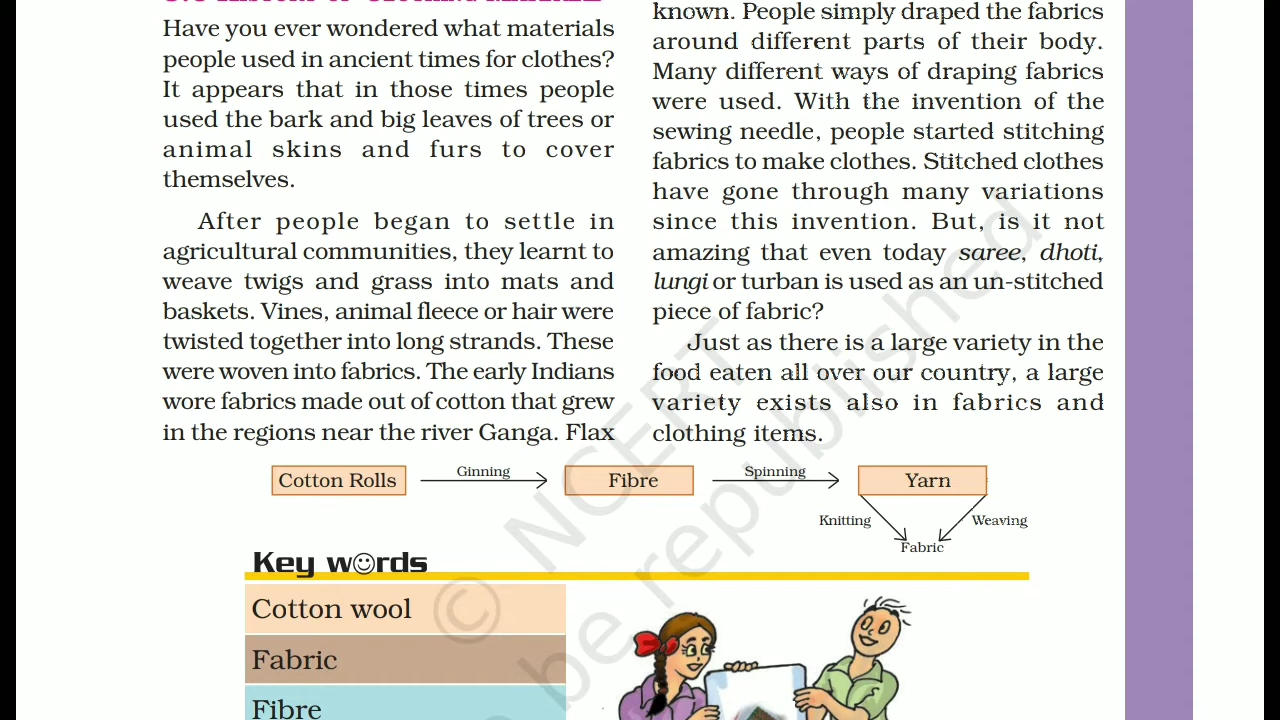 Have you ever wondered what materials
people used in ancient times for clothes?
It appears that in those times people
used the bark and big leaves of trees or
animal skins and furs to cover
themselves.
After people began to settle in
agricultural communities, they learnt to
weave twigs and grass into mats and
baskets. Vines, animal fleece or hair were
twisted together into long strands. These
were woven into fabrics. The early Indians
wore fabrics made out of cotton that grew
in the regions near the river Ganga. Flax
known. People simply draped the fabrics
around different parts of their body.
Many different ways of draping fabrics
were used. With the invention of the
sewing needle, people started stitching
fabrics to make clothes. Stitched clothes
have gone through many variations
since this invention. But, is it not
amazing that even today saree, dhoti,
lungi or turban is used as an un-stitched
piece of fabric?
Just as there is a large variety in the
food eaten all over our country, a large
variety exists also in fabrics and
clothing items.
Cotton Rolls
Ginning
Fibre
Spinning
Yarn
Knitting
Weaving
Fabric
Key words
Cotton wool
Fabric
Fibre
© NCERT
be republished